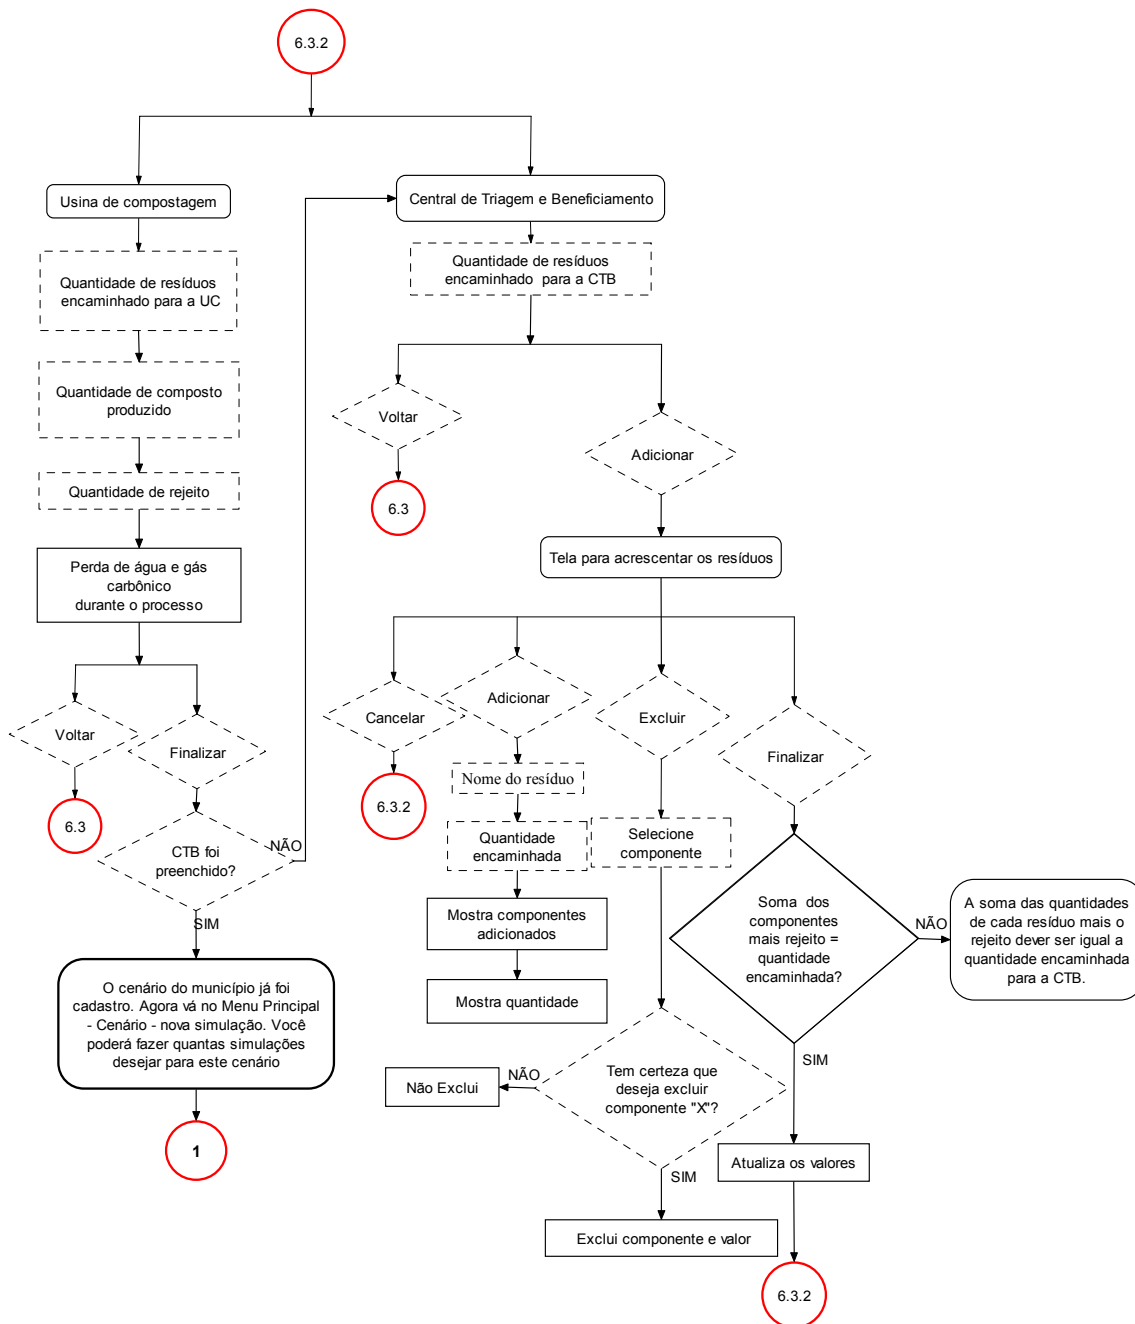 6.3.2
Usina de compostagem
Central de Triagem e Beneficiamento
Quantidade de resíduos
encaminhado para a UC
Quantidade de resíduos
encaminhado para a CTB
Quantidade de composto
produzido
Voltar
Adicionar
Quantidade de rejeito
6.3
Perda de água e gás
carbônico
durante o processo
Tela para acrescentar os resíduos
Voltar
Finalizar
Cancelar
Adicionar
Excluir
Finalizar
6.3
6.3.2
Nome do resíduo
CTB foi
preenchido?
NÃO
SIM
Quantidade
encaminhada
Selecione
componente
Mostra componentes
adicionados
Mostra quantidade
Soma dos
componentes
mais rejeito =
quantidade
encaminhada?
NÃO
A soma das quantidades
de cada resíduo mais o
rejeito dever ser igual a
quantidade encaminhada
para a CTB.
O cenário do município já foi
cadastro. Agora vá no Menu Principal
- Cenário - nova simulação. Você
poderá fazer quantas simulações
desejar para este cenário
1
SIM
Tem certeza que
deseja excluir
componente "X"?
NÃO
Não Exclui
SIM
Atualiza os valores
Exclui componente e valor
6.3.2